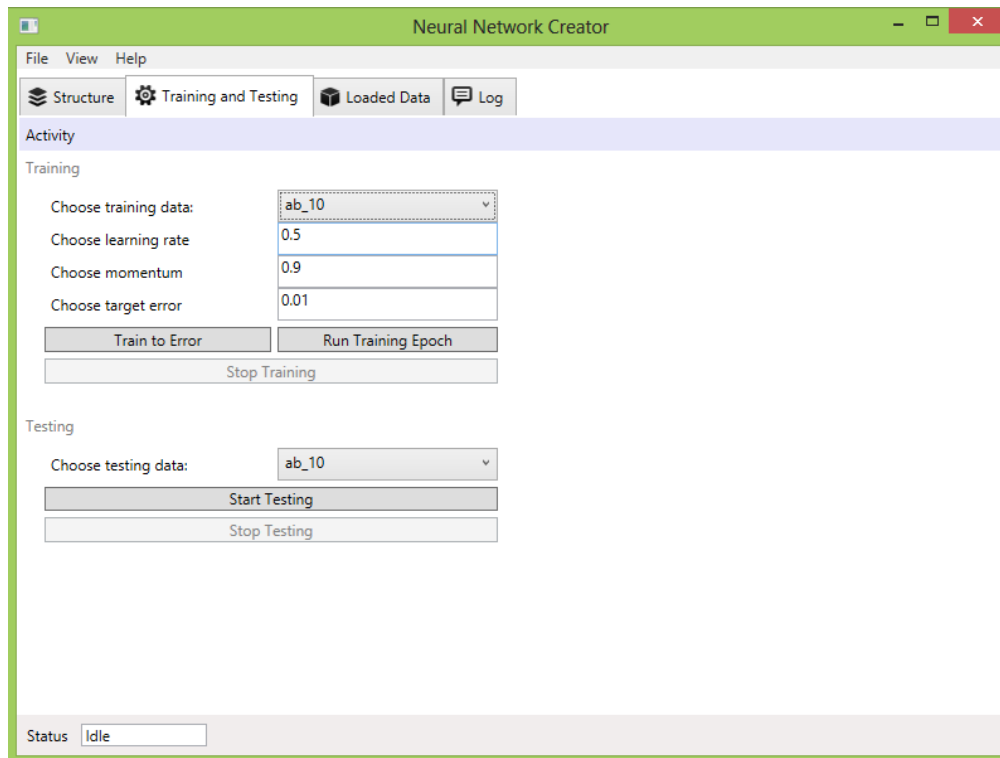 Neural Network Creator
File View Help
Structure Training and Testing Loaded Data Log
Activity
Training
Choose training data: ab_10
Choose learning rate 0.5
Choose momentum 0.9
Choose target error 0.01
Train to Error Run Training Epoch
Stop Training
Testing
Choose testing data: ab_10
Start Testing
Stop Testing
Status Idle